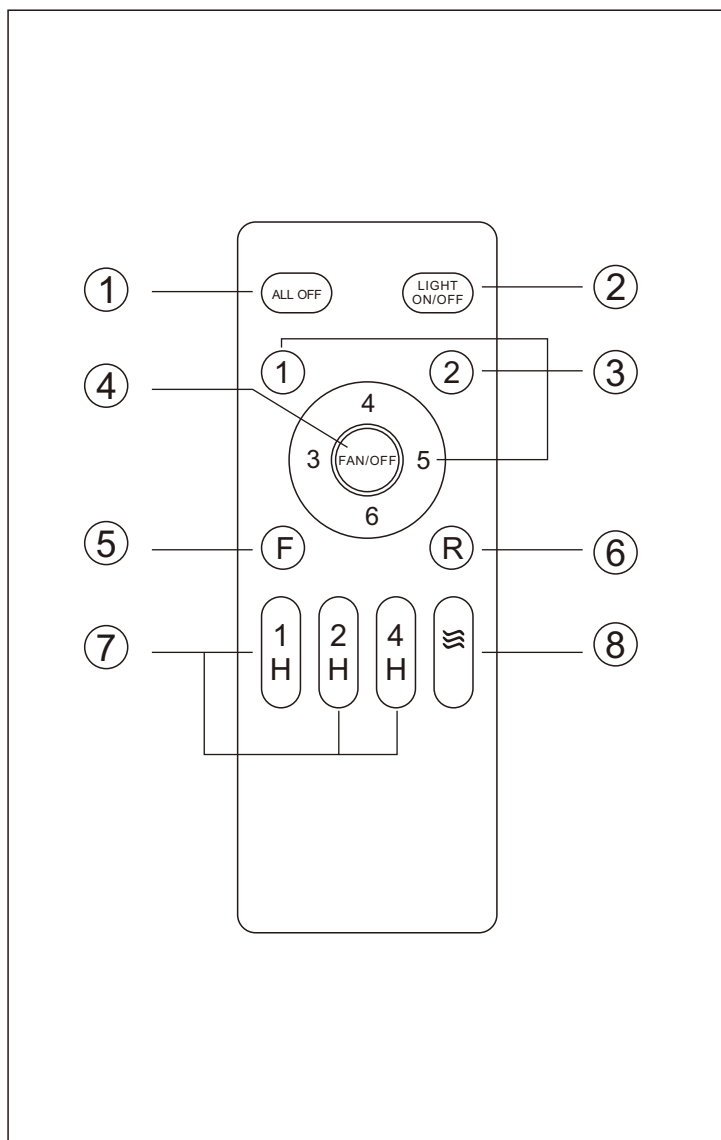 ① ALL OFF LIGHT ②
ON/OFF
1 2 ③
④ 4
3 FAN/OFF 5
6
⑤ F R ⑥
⑦ 1 2 4 ≋ ⑧
H H H